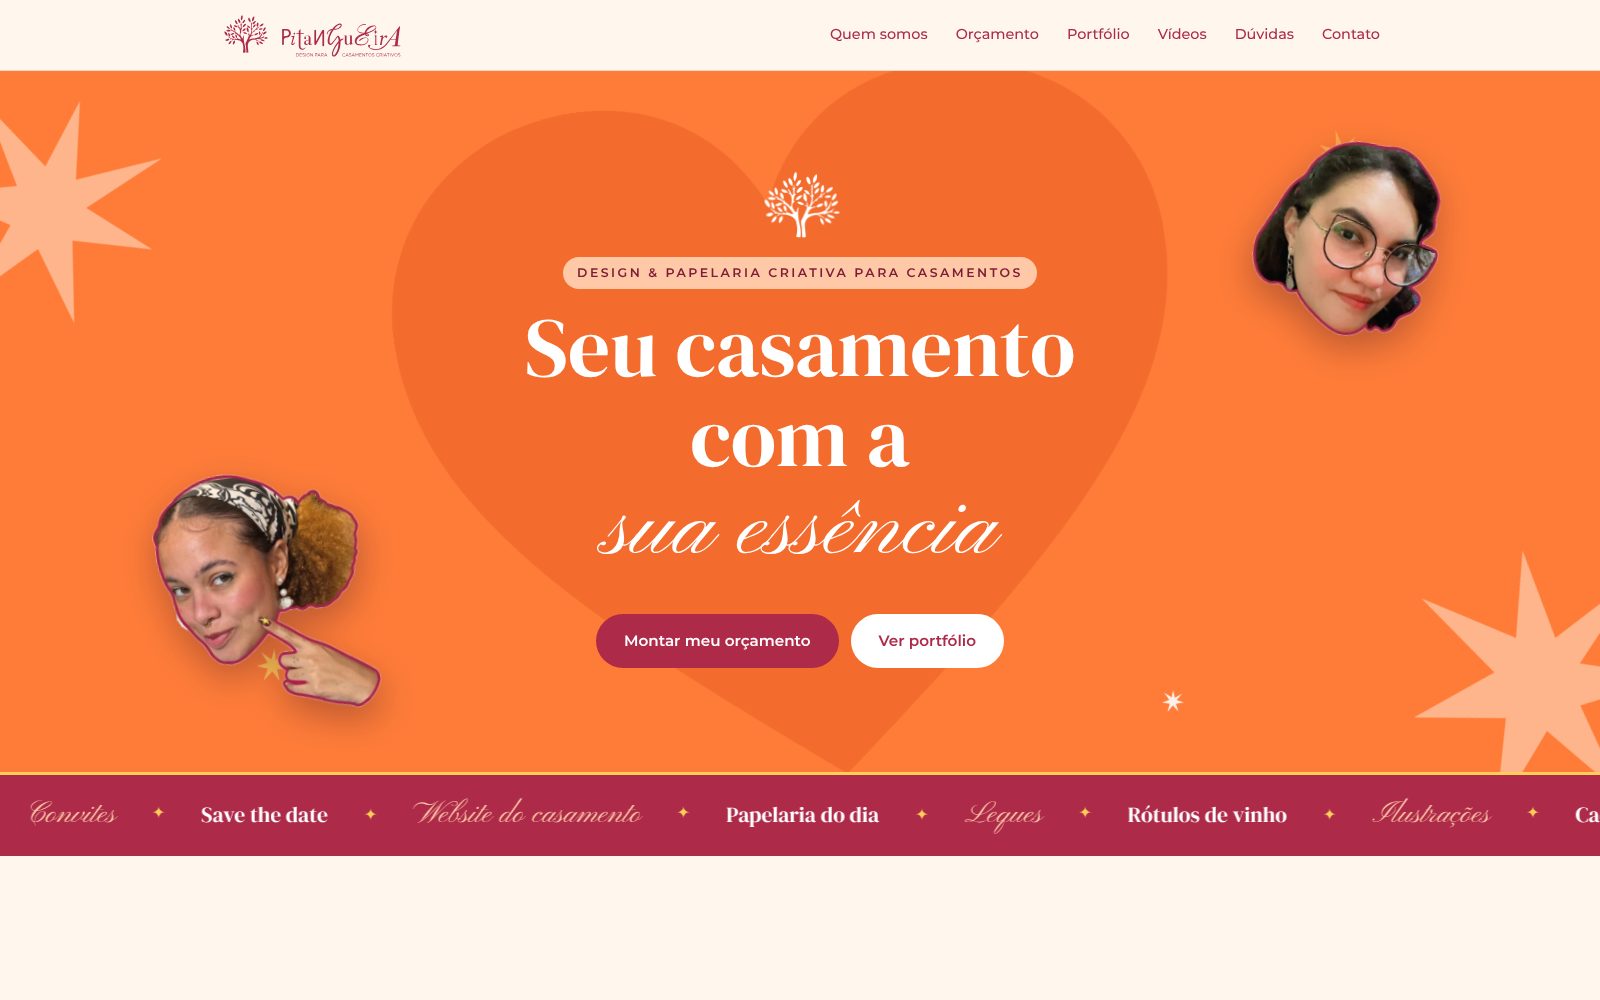 PitaNGuEirA
DESIGN PARA CASAMENTOS CRIATIVOS
Quem somos Orçamento Portfólio Vídeos Dúvidas Contato
DESIGN & PAPELARIA CRIATIVA PARA CASAMENTOS
Seu casamento
com a
sua essência
Montar meu orçamento Ver portfólio
Convites ✦ Save the date ✦ Website do casamento ✦ Papelaria do dia ✦ Leques ✦ Rótulos de vinho ✦ Ilustrações ✦ Ca